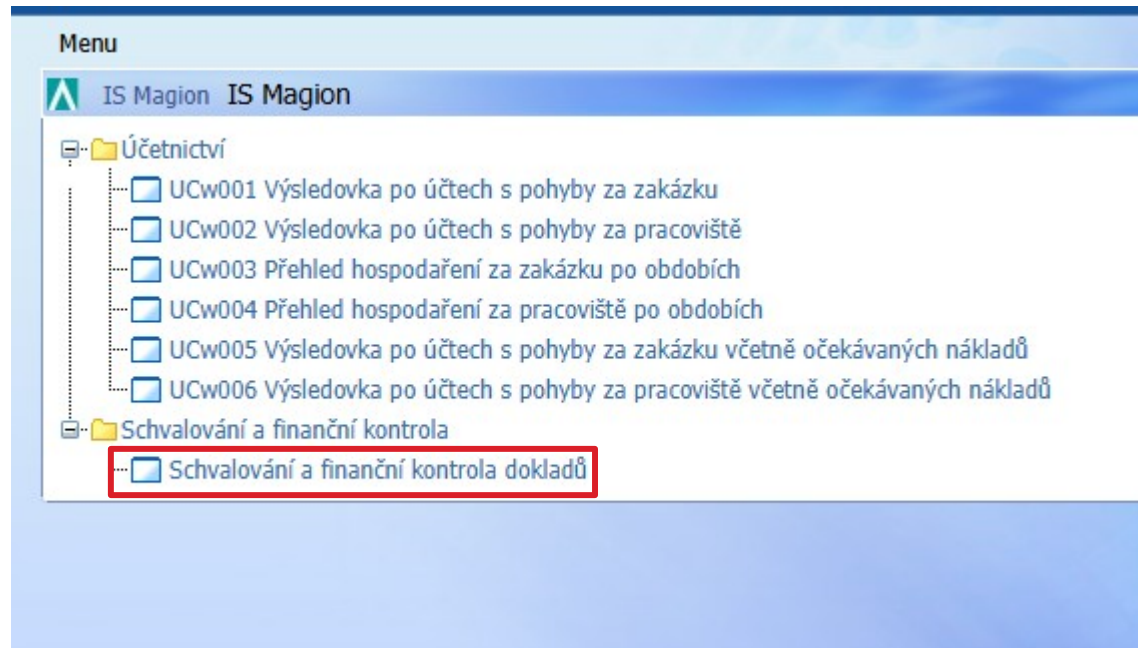 Menu
IS Magion IS Magion
Účetnictví
UCw001 Výsledovka po účtech s pohyby za zakázku
UCw002 Výsledovka po účtech s pohyby za pracoviště
UCw003 Přehled hospodaření za zakázku po obdobích
UCw004 Přehled hospodaření za pracoviště po obdobích
UCw005 Výsledovka po účtech s pohyby za zakázku včetně očekávaných nákladů
UCw006 Výsledovka po účtech s pohyby za pracoviště včetně očekávaných nákladů
Schvalování a finanční kontrola
Schvalování a finanční kontrola dokladů